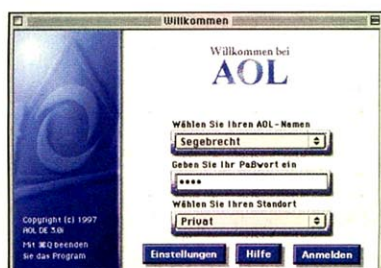 Willkommen
Willkommen bei
AOL
Wählen Sie Ihren AOL-Namen
Segebrecht
Geben Sie Ihr Paßwort ein
••••
Wählen Sie Ihren Standort
Privat
Copyright (c) 1997
AOL DE 3.0i
Mit ⌘Q beenden
Sie das Program
Einstellungen
Hilfe
Anmelden